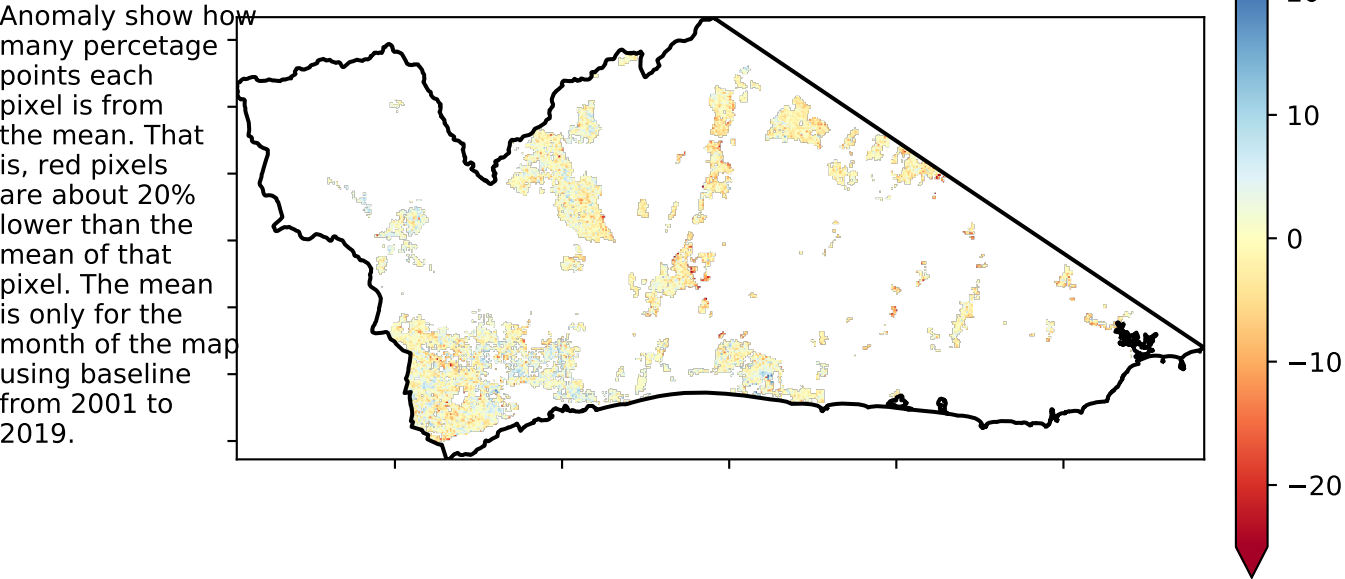 Anomaly show how
many percetage
points each
pixel is from
the mean. That
is, red pixels
are about 20%
lower than the
mean of that
pixel. The mean
is only for the
month of the map
using baseline
from 2001 to
2019.
10
0
−10
−20